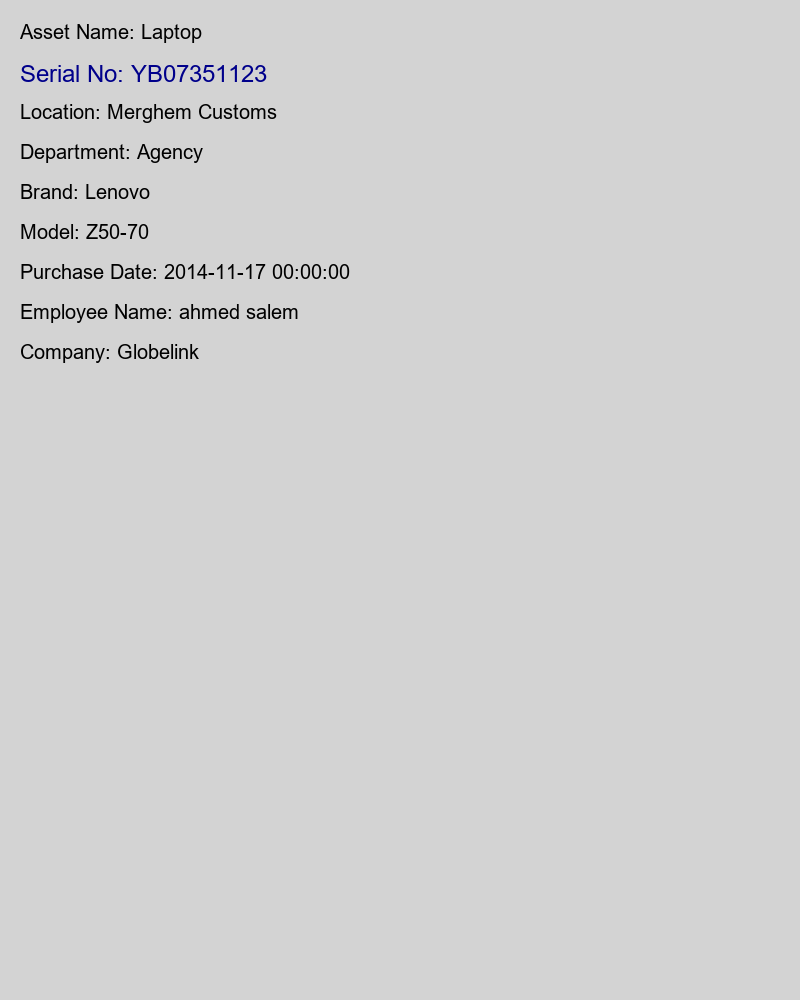 Asset Name: Laptop
Serial No: YB07351123
Location: Merghem Customs
Department: Agency
Brand: Lenovo
Model: Z50-70
Purchase Date: 2014-11-17 00:00:00
Employee Name: ahmed salem
Company: Globelink